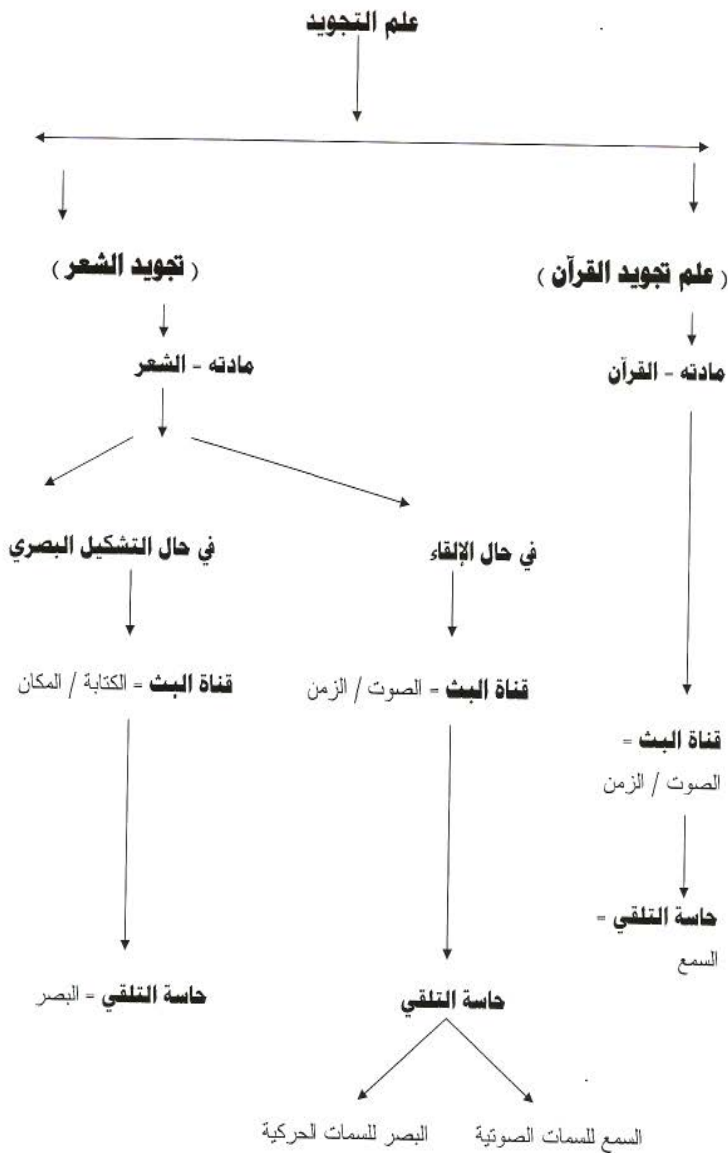 علم التجويد
( علم تجويد القرآن )
( تجويد الشعر )
مادته - القرآن
مادته - الشعر
في حال الإلقاء
في حال التشكيل البصري
قناة البث = الصوت / الزمن
قناة البث = الكتابة / المكان
قناة البث =
الصوت / الزمن
حاسة التلقي =
السمع
حاسة التلقي
حاسة التلقي = البصر
السمع للسمات الصوتية
البصر للسمات الحركية